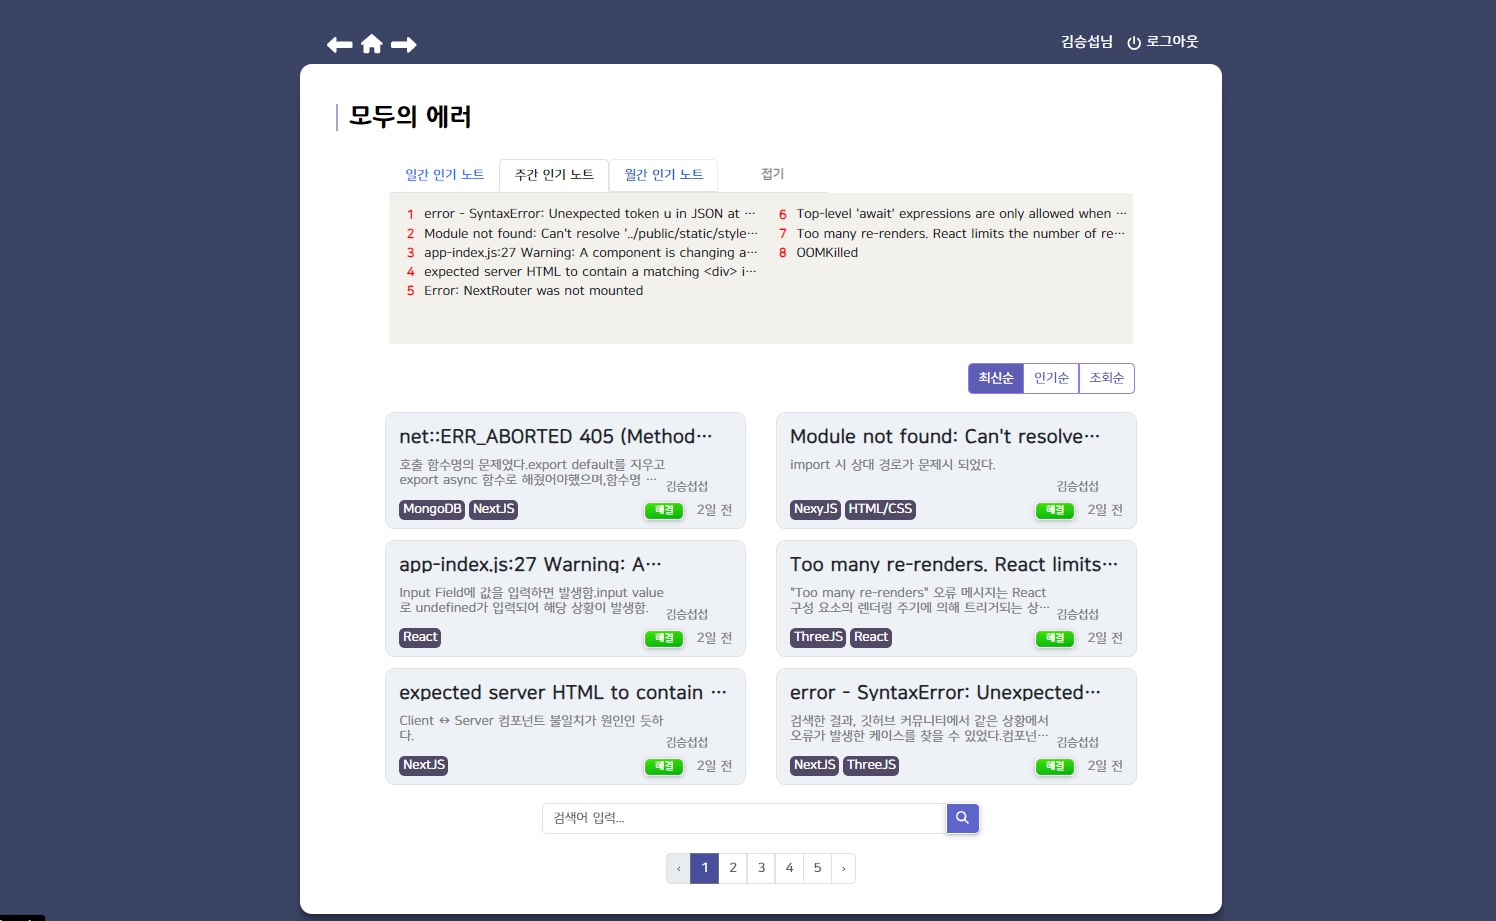 김승섭님 로그아웃
모두의 에러
일간 인기 노트 주간 인기 노트 월간 인기 노트 접기
1 error - SyntaxError: Unexpected token u in JSON at ···
2 Module not found: Can't resolve '../public/static/style···
3 app-index.js:27 Warning: A component is changing a···
4 expected server HTML to contain a matching <div> i···
5 Error: NextRouter was not mounted
6 Top-level 'await' expressions are only allowed when ···
7 Too many re-renders. React limits the number of re···
8 OOMKilled
최신순 인기순 조회순
net::ERR_ABORTED 405 (Method···
호출 함수명의 문제였다.export default를 지우고
export async 함수로 해줬어야했으며,함수명 ···
김승섭섭
MongoDB NextJS 해결 2일 전
Module not found: Can't resolve···
import 시 상대 경로가 문제시 되었다.
김승섭섭
NexyJS HTML/CSS 해결 2일 전
app-index.js:27 Warning: A···
Input Field에 값을 입력하면 발생함.input value
로 undefined가 입력되어 해당 상황이 발생함.
김승섭섭
React 해결 2일 전
Too many re-renders. React limits···
"Too many re-renders" 오류 메시지는 React
구성 요소의 렌더링 주기에 의해 트리거되는 상···
김승섭섭
ThreeJS React 해결 2일 전
expected server HTML to contain ···
Client ↔ Server 컴포넌트 불일치가 원인인 듯하
다.
김승섭섭
NextJS 해결 2일 전
error - SyntaxError: Unexpected···
검색한 결과, 깃허브 커뮤니티에서 같은 상황에서
오류가 발생한 케이스를 찾을 수 있었다.컴포넌···
김승섭섭
NextJS ThreeJS 해결 2일 전
검색어 입력...
‹ 1 2 3 4 5 ›